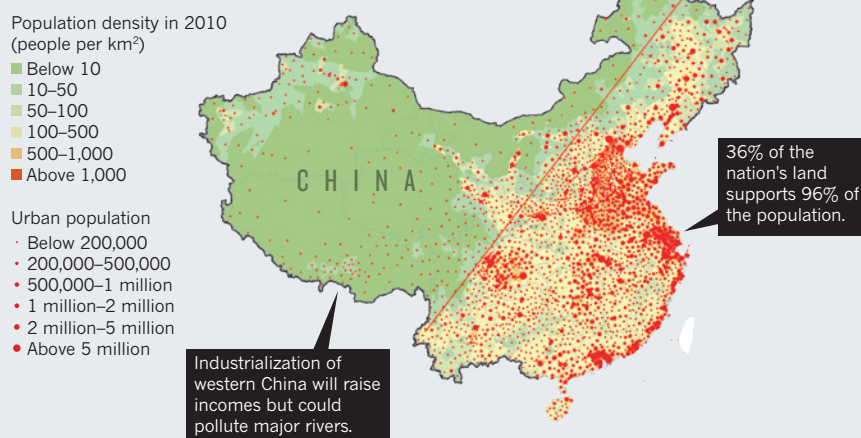 Population density in 2010
(people per km²)
Below 10
10–50
50–100
100–500
500–1,000
Above 1,000
Urban population
Below 200,000
200,000–500,000
500,000–1 million
1 million–2 million
2 million–5 million
Above 5 million
CHINA
36% of the
nation's land
supports 96% of
the population.
Industrialization of
western China will raise
incomes but could
pollute major rivers.